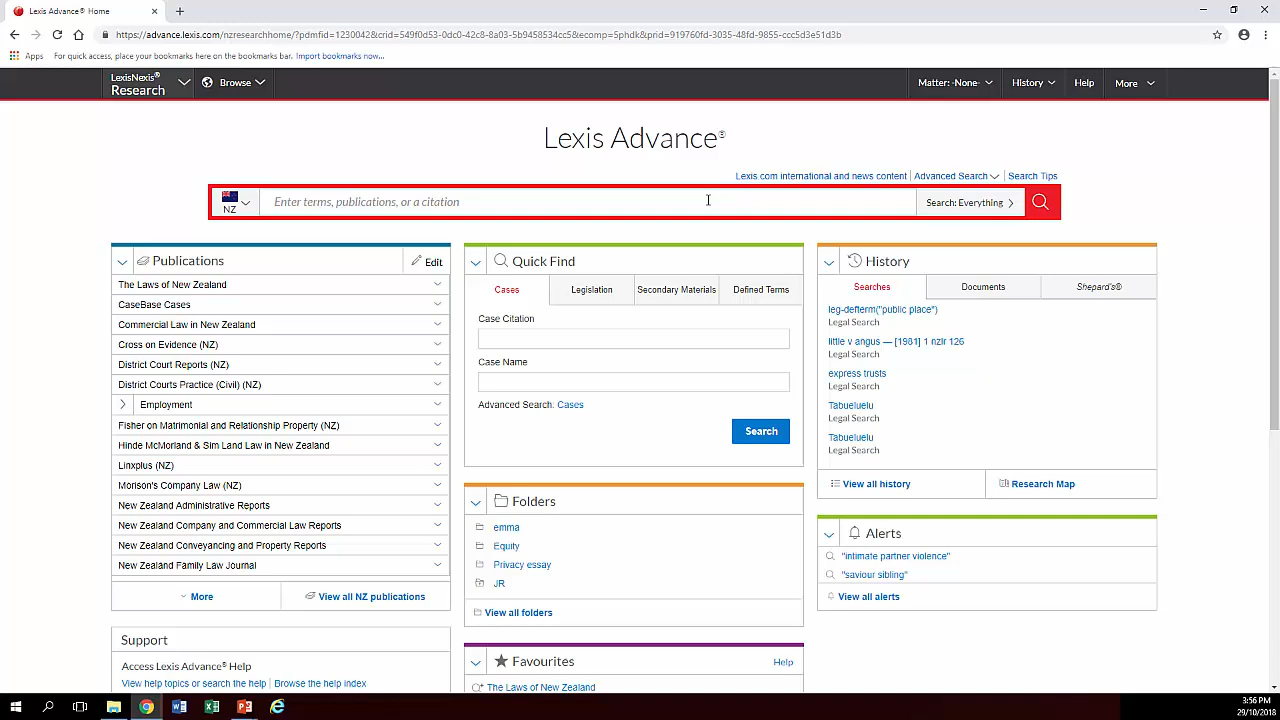 Lexis Advance® Home
https://advance.lexis.com/nzresearchhome/?pdmfid=1230042&crid=549f0d53-0dc0-42c8-8a03-5b9458534cc5&ecomp=5phdk&prid=919760fd-3035-48fd-9855-ccc5d3e51d3b
Apps For quick access, place your bookmarks here on the bookmarks bar. Import bookmarks now...
LexisNexis®
Research
Browse
Matter: -None-
History
Help
More
Lexis Advance®
Lexis.com international and news content | Advanced Search | Search Tips
NZ
Enter terms, publications, or a citation
Search: Everything
Publications
Edit
The Laws of New Zealand
CaseBase Cases
Commercial Law in New Zealand
Cross on Evidence (NZ)
District Court Reports (NZ)
District Courts Practice (Civil) (NZ)
Employment
Fisher on Matrimonial and Relationship Property (NZ)
Hinde McMorland & Sim Land Law in New Zealand
Linxplus (NZ)
Morison's Company Law (NZ)
New Zealand Administrative Reports
New Zealand Company and Commercial Law Reports
New Zealand Conveyancing and Property Reports
New Zealand Family Law Journal
More
View all NZ publications
Support
Access Lexis Advance® Help
View help topics or search the help | Browse the help index
Quick Find
Cases
Legislation
Secondary Materials
Defined Terms
Case Citation
Case Name
Advanced Search: Cases
Search
Folders
emma
Equity
Privacy essay
JR
View all folders
Favourites
Help
The Laws of New Zealand
History
Searches
Documents
Shepard's®
leg-defterm("public place")
Legal Search
little v angus — [1981] 1 nzlr 126
Legal Search
express trusts
Legal Search
Tabueluelu
Legal Search
Tabueluelu
Legal Search
View all history
Research Map
Alerts
"intimate partner violence"
"saviour sibling"
View all alerts
3:56 PM
29/10/2018